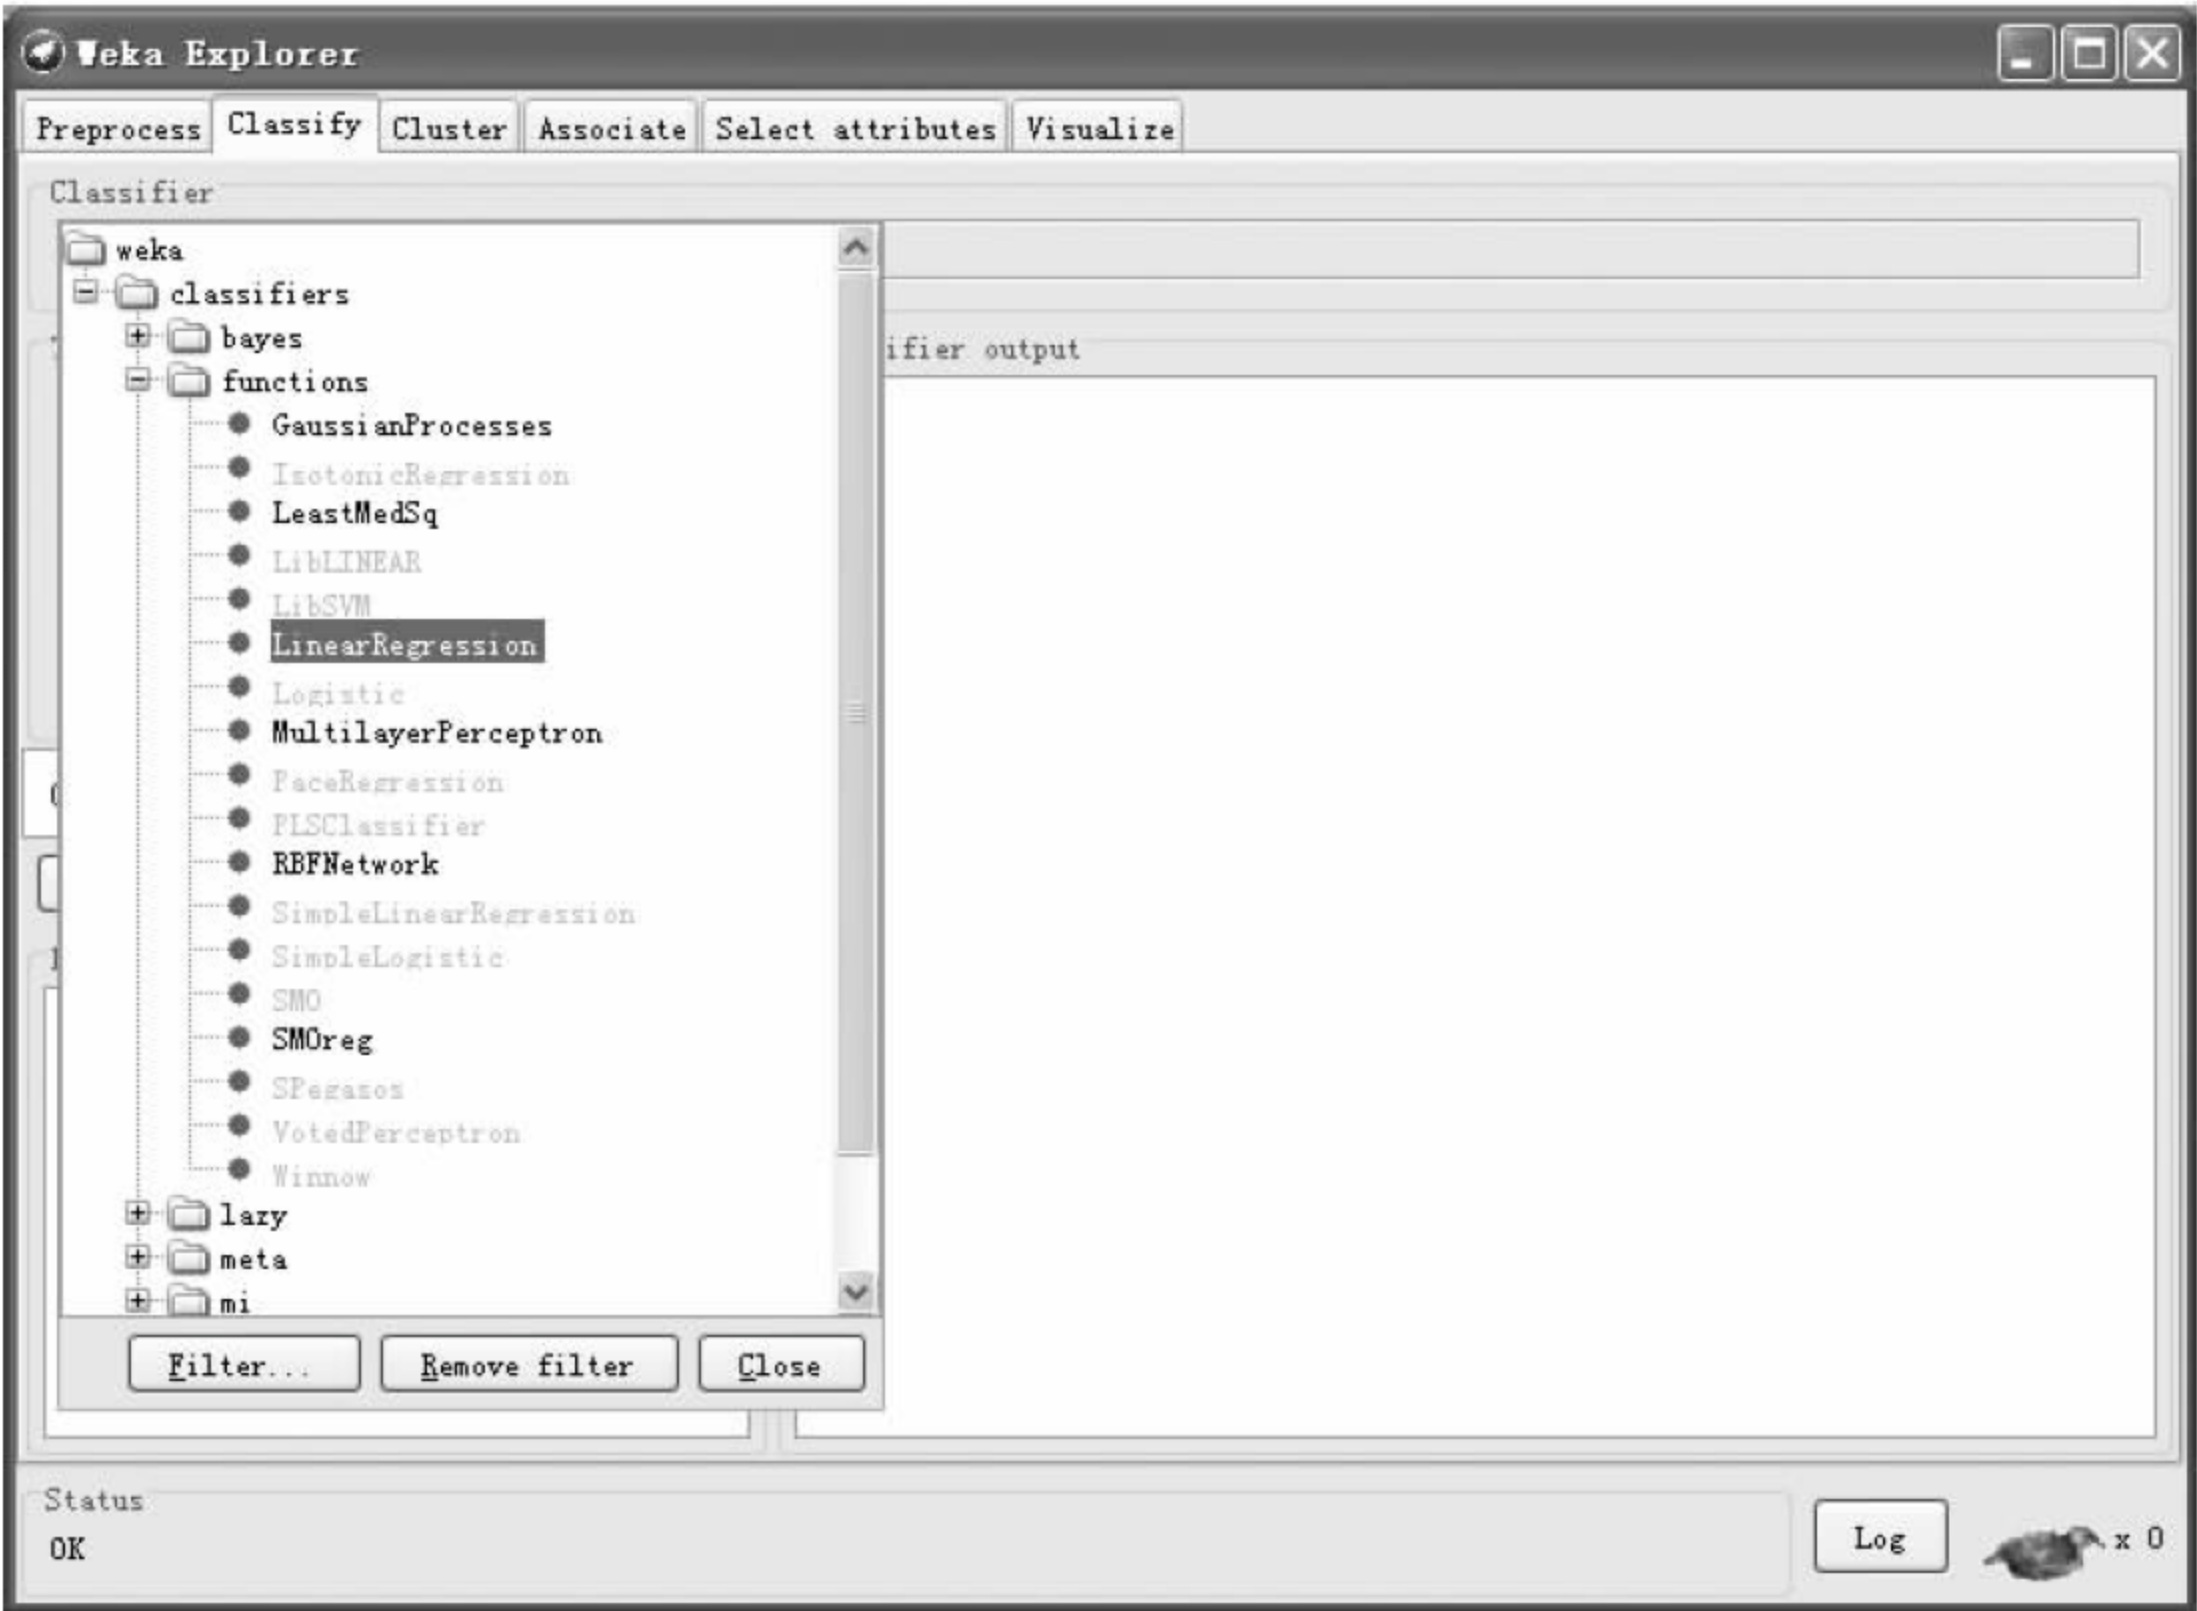 Weka Explorer
Preprocess Classify Cluster Associate Select attributes Visualize
Classifier
weka
classifiers
bayes
ifier output
functions
GaussianProcesses
IsotonicRegression
LeastMedSq
LibLINEAR
LibSVM
LinearRegression
Logistic
MultilayerPerceptron
PaceRegression
PLSClassifier
RBFNetwork
SimpleLinearRegression
SimpleLogistic
SMO
SMOreg
SPegasos
VotedPerceptron
Winnow
lazy
meta
mi
Filter... Remove filter Close
Status
OK
Log
x 0